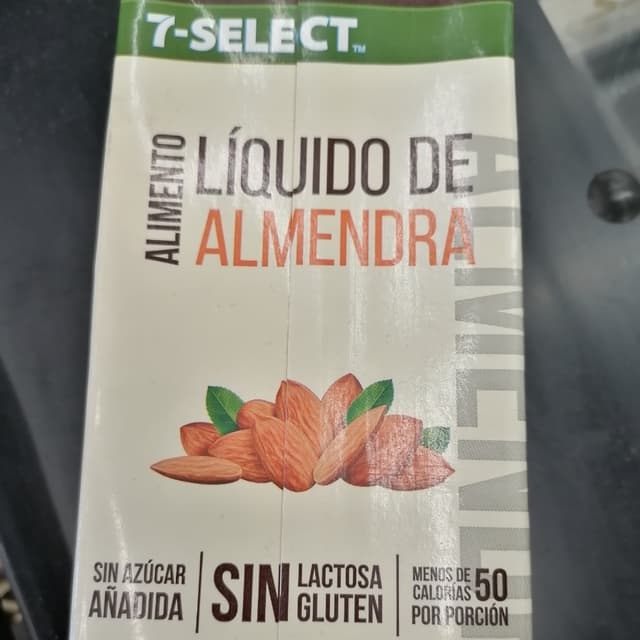 7-SELECT™
ALIMENTO
LÍQUIDO DE
ALMENDRA
SIN AZÚCAR
AÑADIDA
SIN LACTOSA
GLUTEN
MENOS DE 50
CALORÍAS
POR PORCIÓN